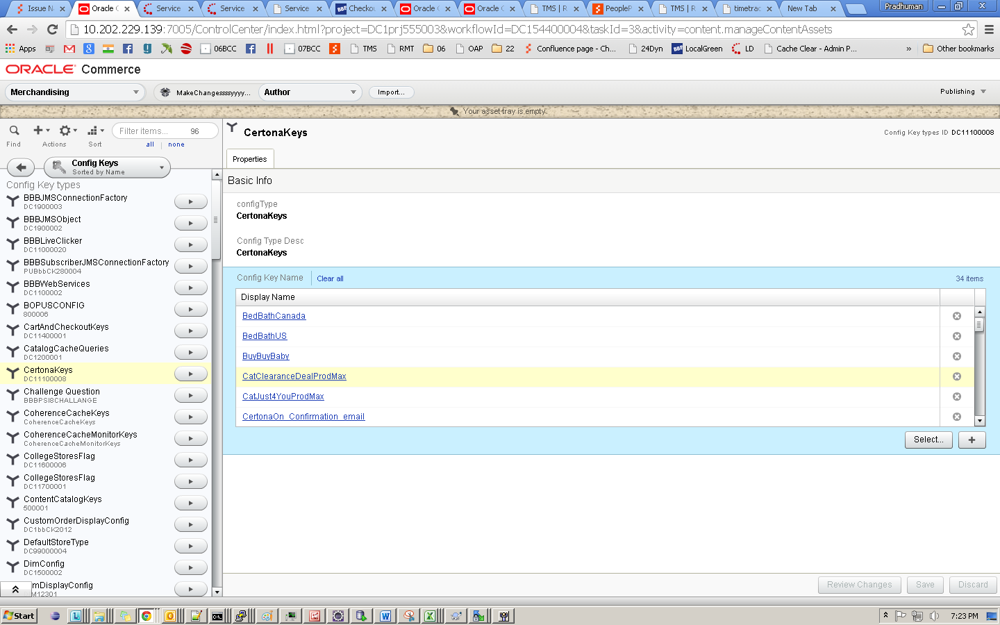 Issue N
Oracle C
Service
Service
Service
Checkou
Oracle C
Oracle C
TMS | R
PeopleP
TMS | R
timetrac
New Tab
Pradhuman
10.202.229.139:7005/ControlCenter/index.html?project=DC1prj555003&workflowId=DC154400004&taskId=3&activity=content.manageContentAssets
Apps
06BCC
07BCC
TMS
RMT
06
OAP
22
Confluence page - Ch...
24Dyn
LocalGreen
LD
Cache Clear - Admin P...
»
Other bookmarks
ORACLE Commerce
Merchandising
MakeChangessssyyyy...
Author
Import...
Publishing
Your asset tray is empty.
Find
Actions
Sort
Filter items...
96
all | none
Config Keys
Sorted by Name
Config Key types
BBBJMSConnectionFactory
DC1900003
BBBJMSObject
DC1900002
BBBLiveClicker
DC11000020
BBBSubscriberJMSConnectionFactory
PUBbbCK280004
BBBWebServices
DC1100002
BOPUSCONFIG
800006
CartAndCheckoutKeys
DC11400001
CatalogCacheQueries
DC1200001
CertonaKeys
DC11100008
Challenge Question
BBBPSI8CHALLANGE
CoherenceCacheKeys
CoherenceCacheKeys
CoherenceCacheMonitorKeys
CoherenceCacheMonitorKeys
CollegeStoresFlag
DC11600006
CollegeStoresFlag
DC11700001
ContentCatalogKeys
500001
CustomOrderDisplayConfig
DC1bbCK2012
DefaultStoreType
DC99000004
DimConfig
DC1500002
mDisplayConfig
M12301
CertonaKeys
Config Key types ID DC11100008
Properties
Basic Info
configType
CertonaKeys
Config Type Desc
CertonaKeys
Config Key Name
Clear all
34 items
Display Name
BedBathCanada
BedBathUS
BuyBuyBaby
CatClearanceDealProdMax
CatJust4YouProdMax
CertonaOn_Confirmation_email
Select...
+
Review Changes
Save
Discard
Start
7:23 PM